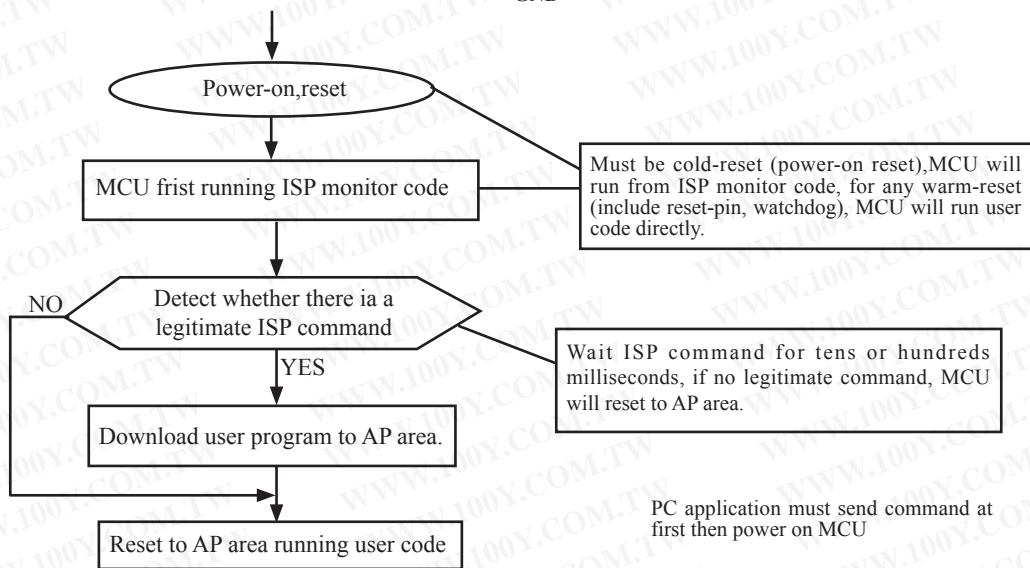 GND
Power-on,reset
MCU frist running ISP monitor code
Must be cold-reset (power-on reset),MCU will
run from ISP monitor code, for any warm-reset
(include reset-pin, watchdog), MCU will run user
code directly.
NO
Detect whether there ia a
legitimate ISP command
YES
Wait ISP command for tens or hundreds
milliseconds, if no legitimate command, MCU
will reset to AP area.
Download user program to AP area.
PC application must send command at
first then power on MCU
Reset to AP area running user code
WWW.100Y.COM.TW